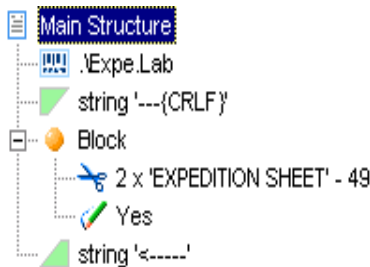 Main Structure
.\Expe.Lab
string '---{CRLF}'
Block
2 x 'EXPEDITION SHEET' - 49
Yes
string '<-----'